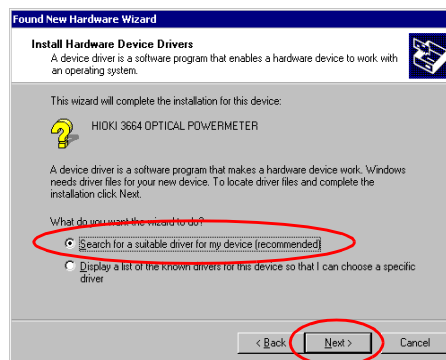 Found New Hardware Wizard
Install Hardware Device Drivers
A device driver is a software program that enables a hardware device to work with
an operating system.
This wizard will complete the installation for this device:
HIOKI 3664 OPTICAL POWERMETER
A device driver is a software program that makes a hardware device work. Windows
needs driver files for your new device. To locate driver files and complete the
installation click Next.
What do you want the wizard to do?
Search for a suitable driver for my device (recommended)
Display a list of the known drivers for this device so that I can choose a specific
driver
< Back Next > Cancel